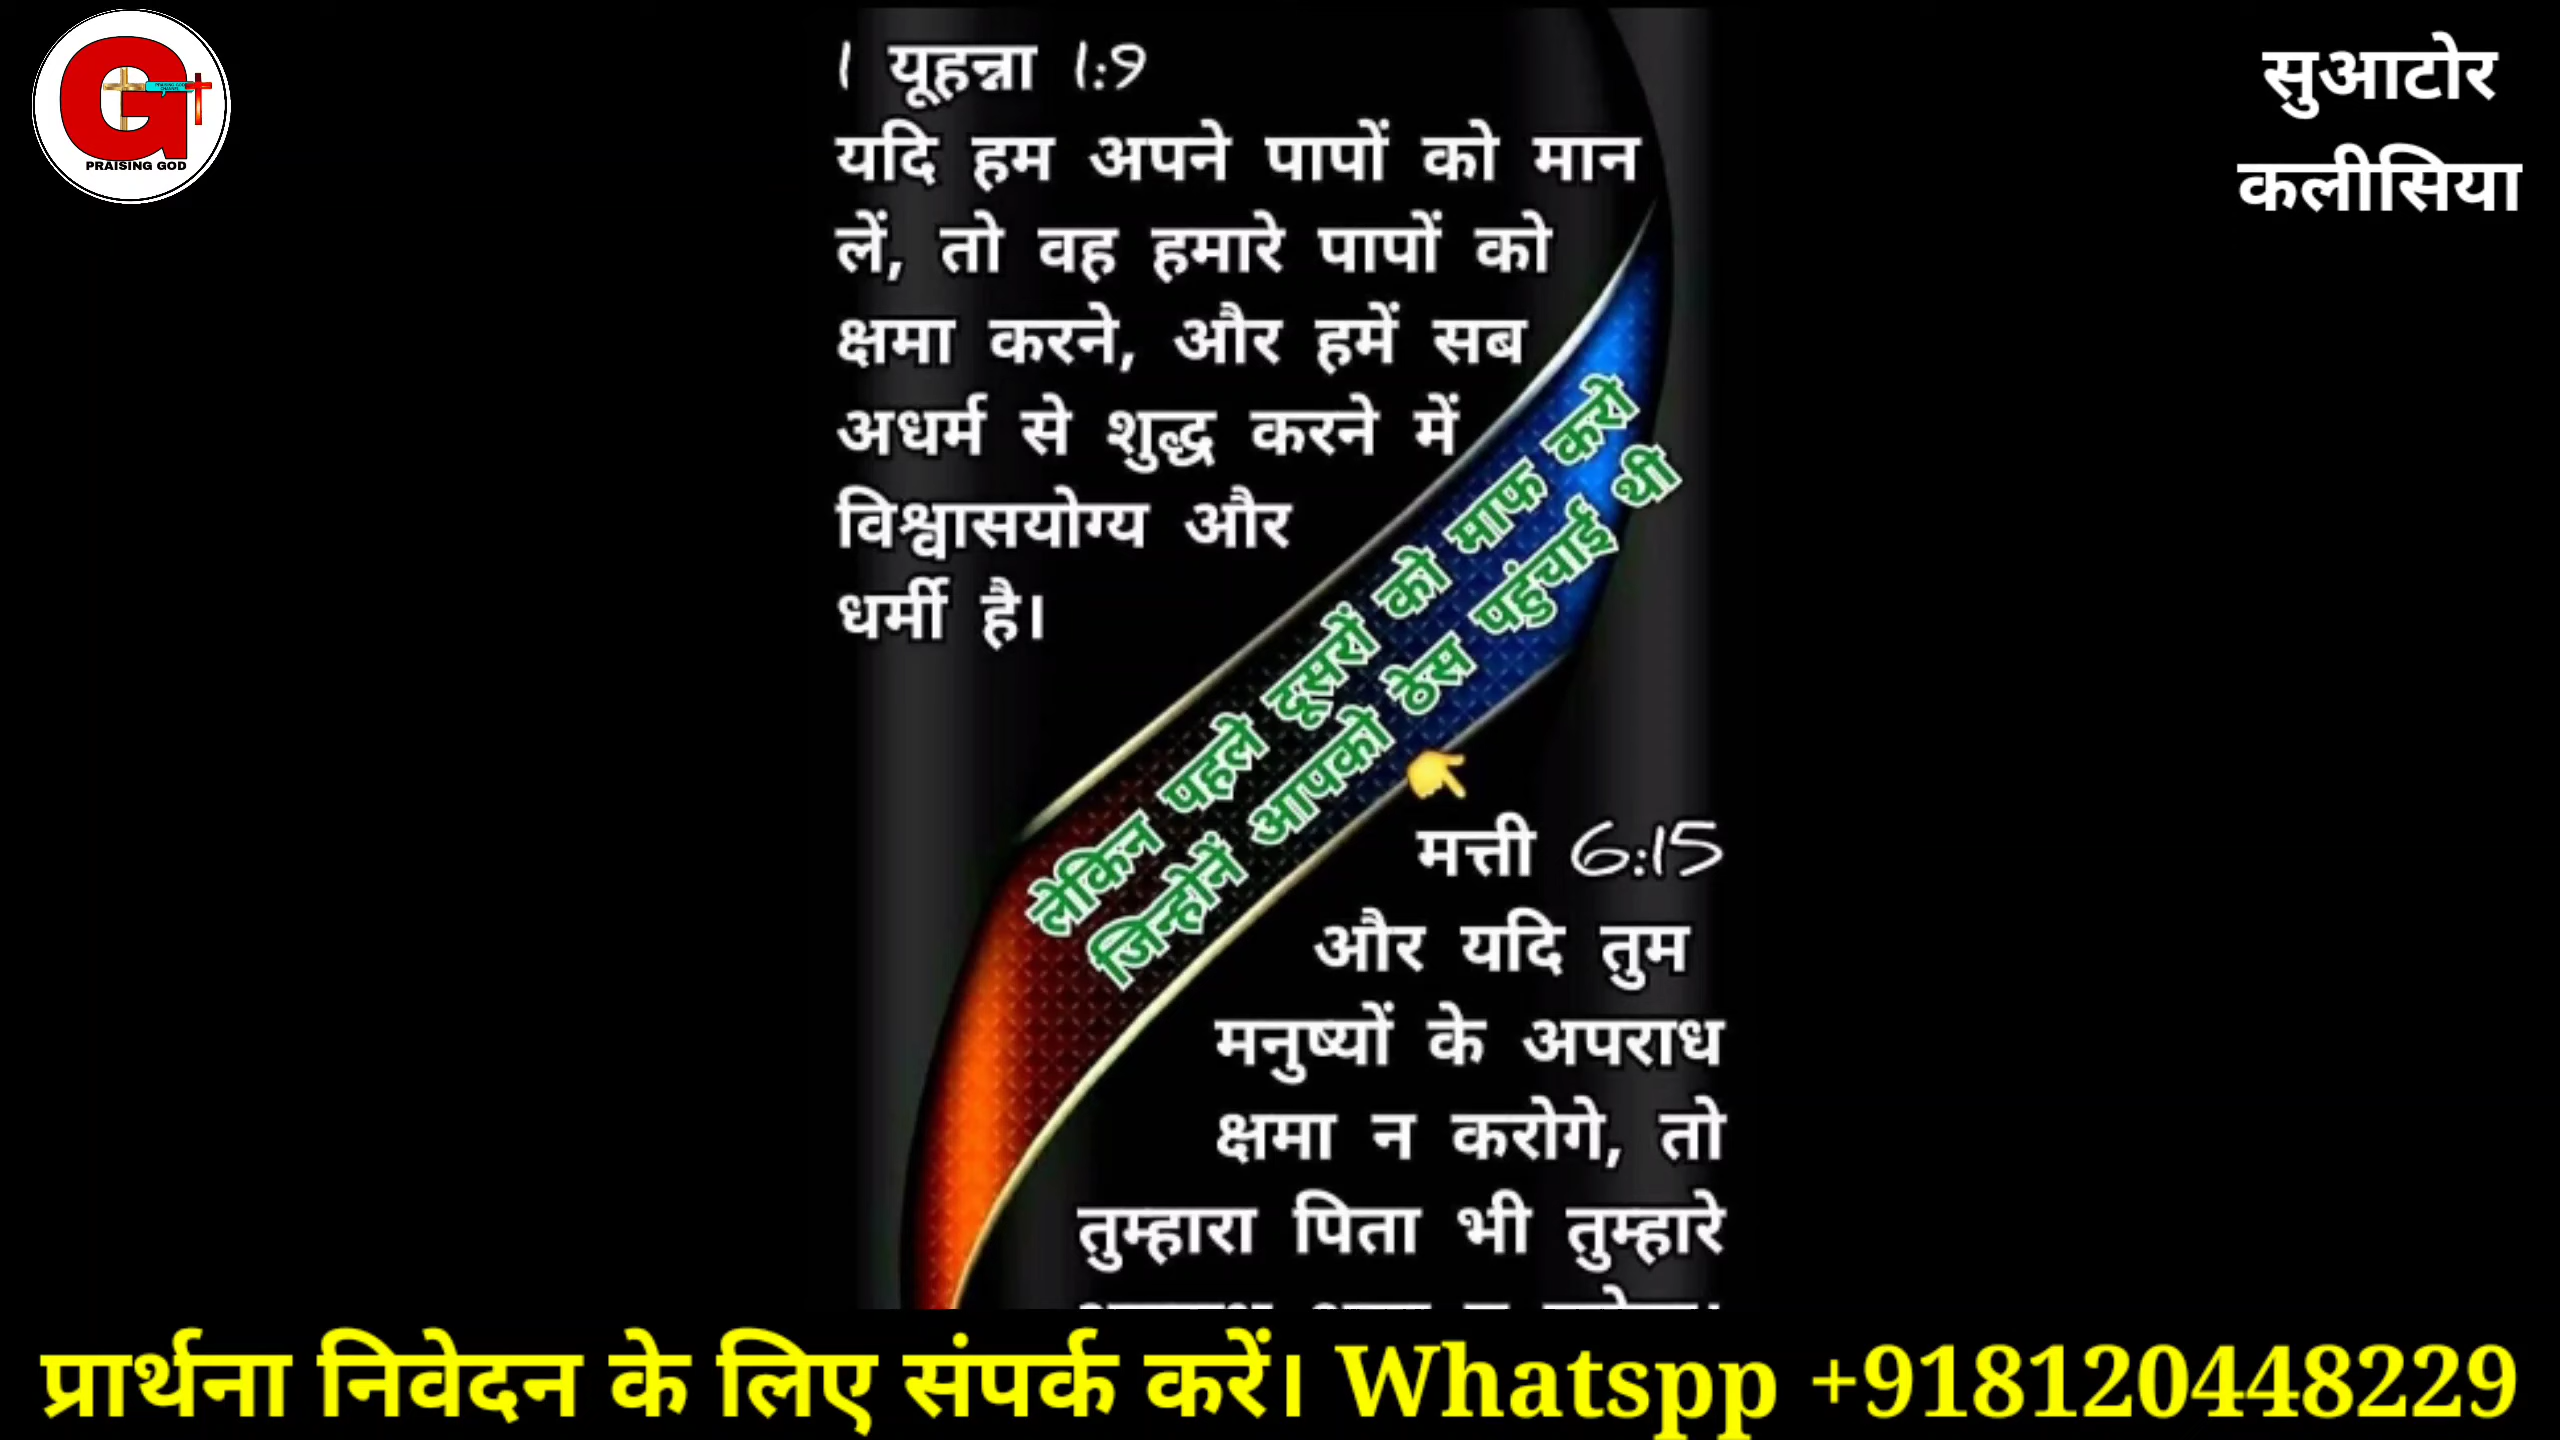 PRAISING GOD
सुआटोर
कलीसिया
1 यूहन्ना 1:9
यदि हम अपने पापों को मान
लें, तो वह हमारे पापों को
क्षमा करने, और हमें सब
अधर्म से शुद्ध करने में
विश्वासयोग्य और
धर्मी है।
लेकिन पहले दूसरों को माफ करो
जिन्होनें आपको ठेस पहुंचाई थी
मत्ती 6:15
और यदि तुम
मनुष्यों के अपराध
क्षमा न करोगे, तो
तुम्हारा पिता भी तुम्हारे
प्रार्थना निवेदन के लिए संपर्क करें। Whatspp +918120448229